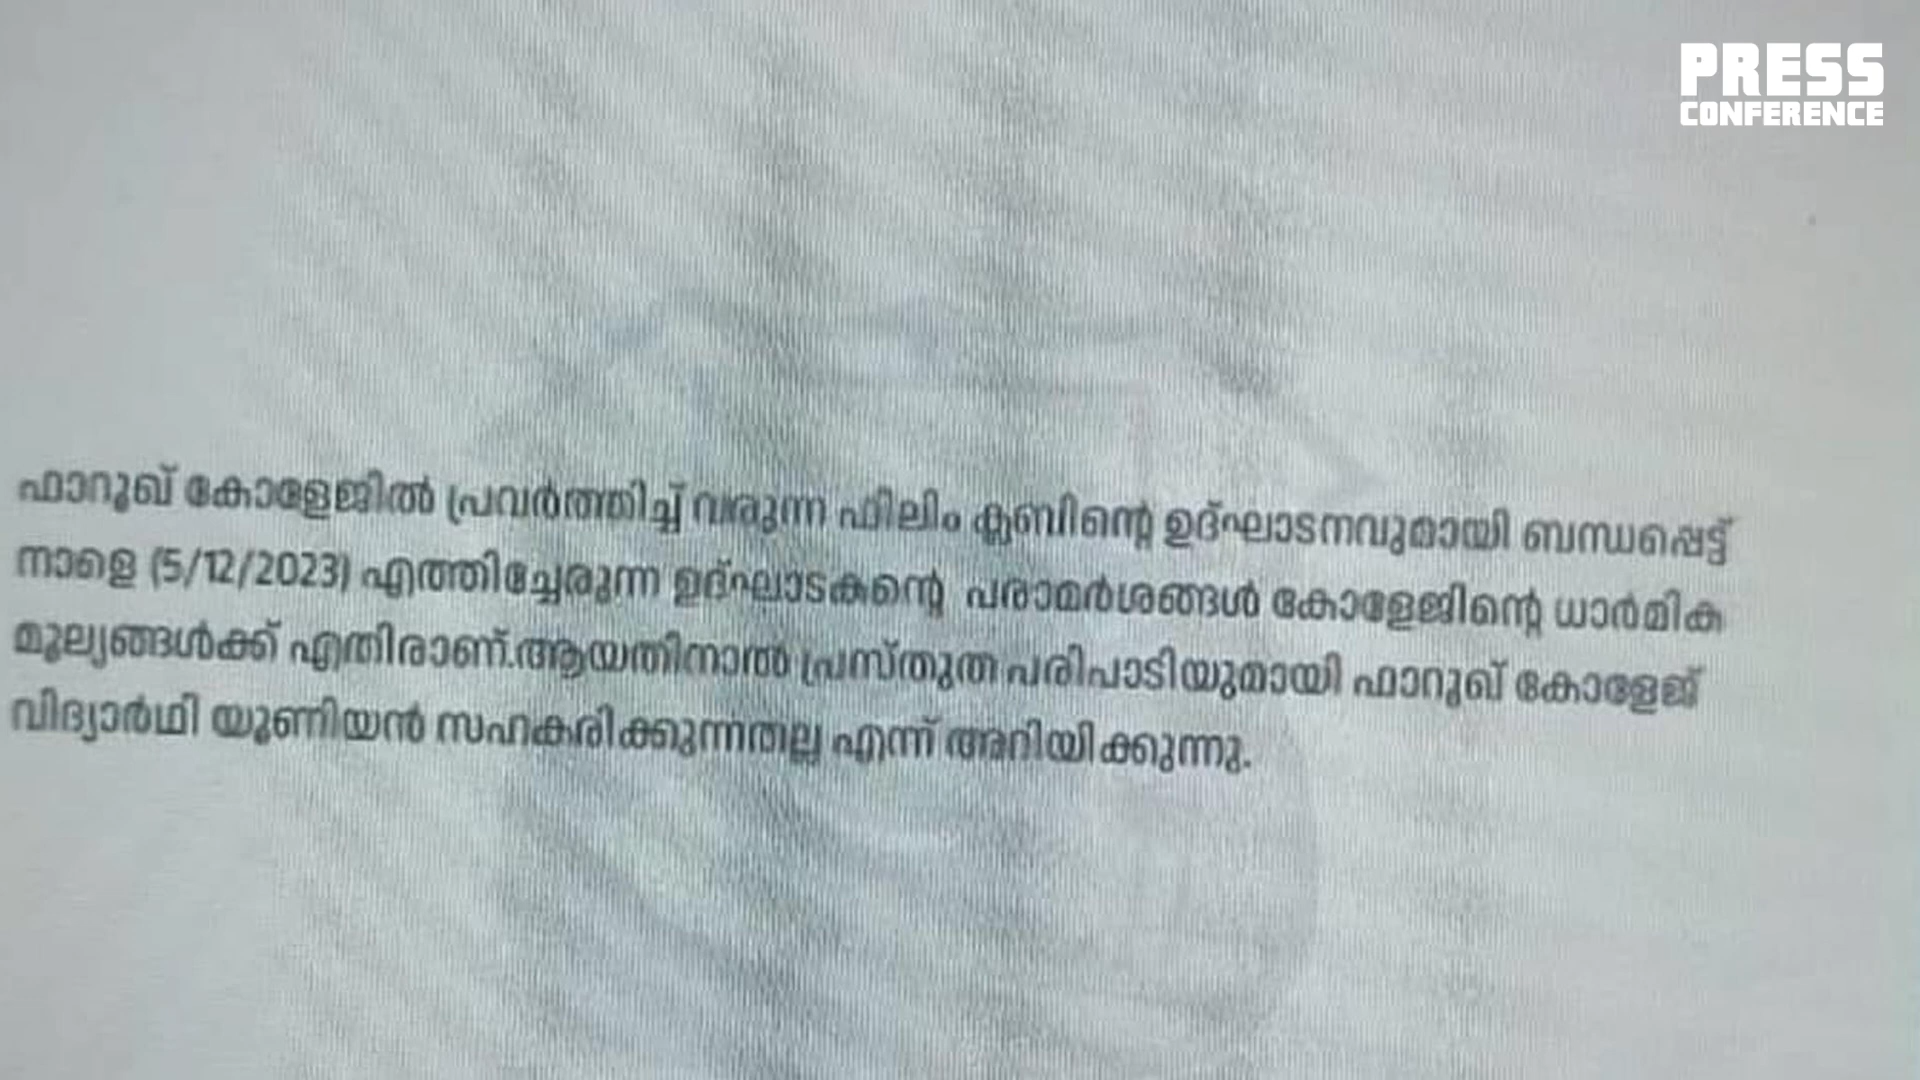 PRESS
CONFERENCE
ഫാറൂഖ് കോളേജിൽ പ്രവർത്തിച്ച് വരുന്ന ഫിലിം ക്ലബിന്റെ ഉദ്ഘാടനവുമായി ബന്ധപ്പെട്ട്
നാളെ (5/12/2023) എത്തിച്ചേരുന്ന ഉദ്ഘാടകന്റെ പരാമർശങ്ങൾ കോളേജിന്റെ ധാർമിക
മൂല്യങ്ങൾക്ക് എതിരാണ്.ആയതിനാൽ പ്രസ്തുത പരിപാടിയുമായി ഫാറൂഖ് കോളേജ്
വിദ്യാർഥി യൂണിയൻ സഹകരിക്കുന്നതല്ല എന്ന് അറിയിക്കുന്നു.